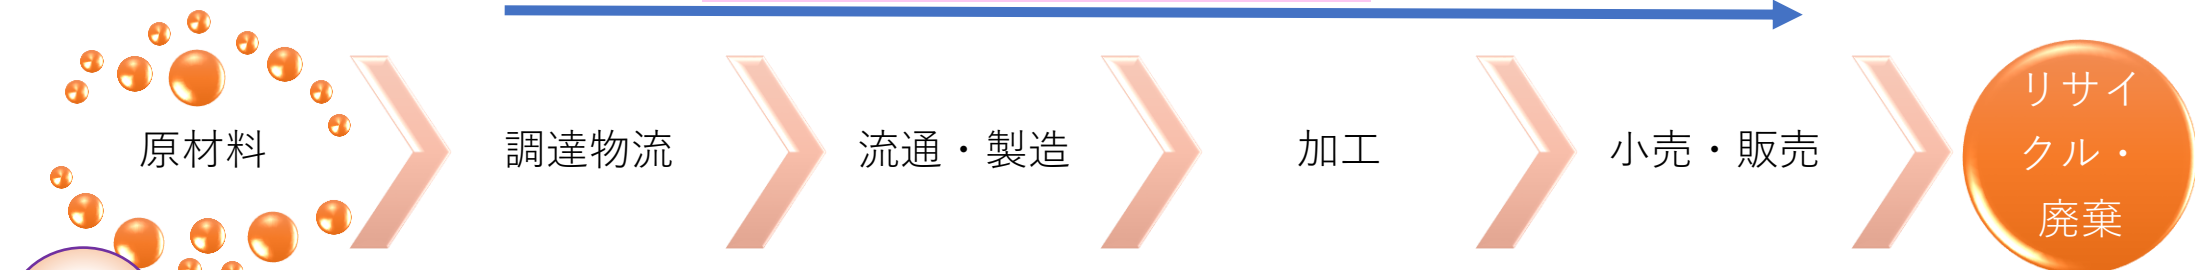 原材料
調達物流
流通・製造
加工
小売・販売
リサイ
クル・
廃棄